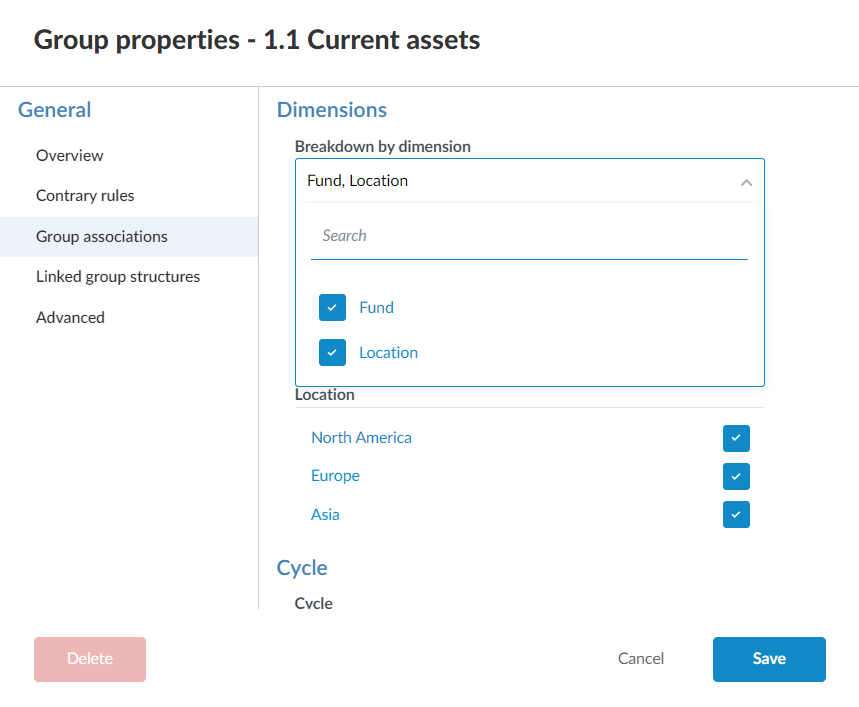 Group properties - 1.1 Current assets
General
Overview
Contrary rules
Group associations
Linked group structures
Advanced
Dimensions
Breakdown by dimension
Fund, Location
Search
Fund
Location
Location
North America
Europe
Asia
Cycle
Cycle
Delete
Cancel
Save